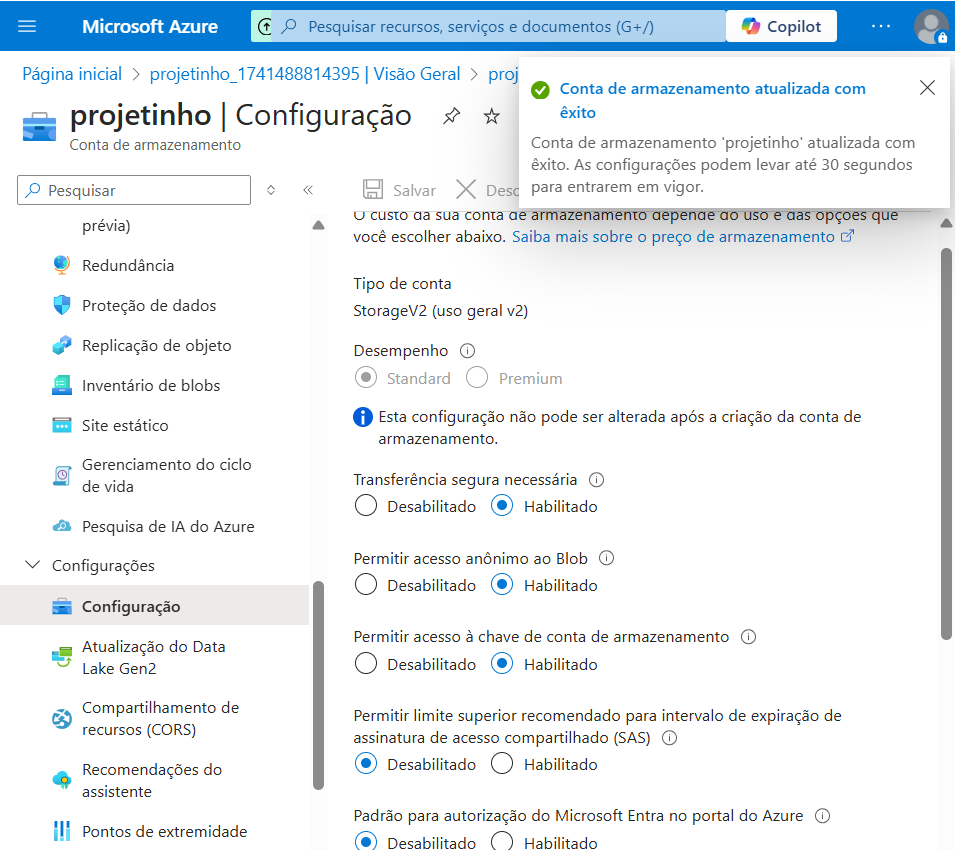 Microsoft Azure
Pesquisar recursos, serviços e documentos (G+/)
Copilot
Página inicial
projetinho_1741488814395 | Visão Geral
projetinho | Configuração
Conta de armazenamento
Conta de armazenamento atualizada com
êxito
Conta de armazenamento 'projetinho' atualizada com
êxito. As configurações podem levar até 30 segundos
para entrarem em vigor.
Pesquisar
Salvar
prévia)
Redundância
Proteção de dados
Replicação de objeto
Inventário de blobs
Site estático
Gerenciamento do ciclo
de vida
Pesquisa de IA do Azure
Configurações
Configuração
Atualização do Data
Lake Gen2
Compartilhamento de
recursos (CORS)
Recomendações do
assistente
Pontos de extremidade
O custo da sua conta de armazenamento depende do uso e das opções que
você escolher abaixo. Saiba mais sobre o preço de armazenamento
Tipo de conta
StorageV2 (uso geral v2)
Desempenho
Standard Premium
Esta configuração não pode ser alterada após a criação da conta de
armazenamento.
Transferência segura necessária
Desabilitado Habilitado
Permitir acesso anônimo ao Blob
Desabilitado Habilitado
Permitir acesso à chave de conta de armazenamento
Desabilitado Habilitado
Permitir limite superior recomendado para intervalo de expiração de
assinatura de acesso compartilhado (SAS)
Desabilitado Habilitado
Padrão para autorização do Microsoft Entra no portal do Azure
Desabilitado Habilitado